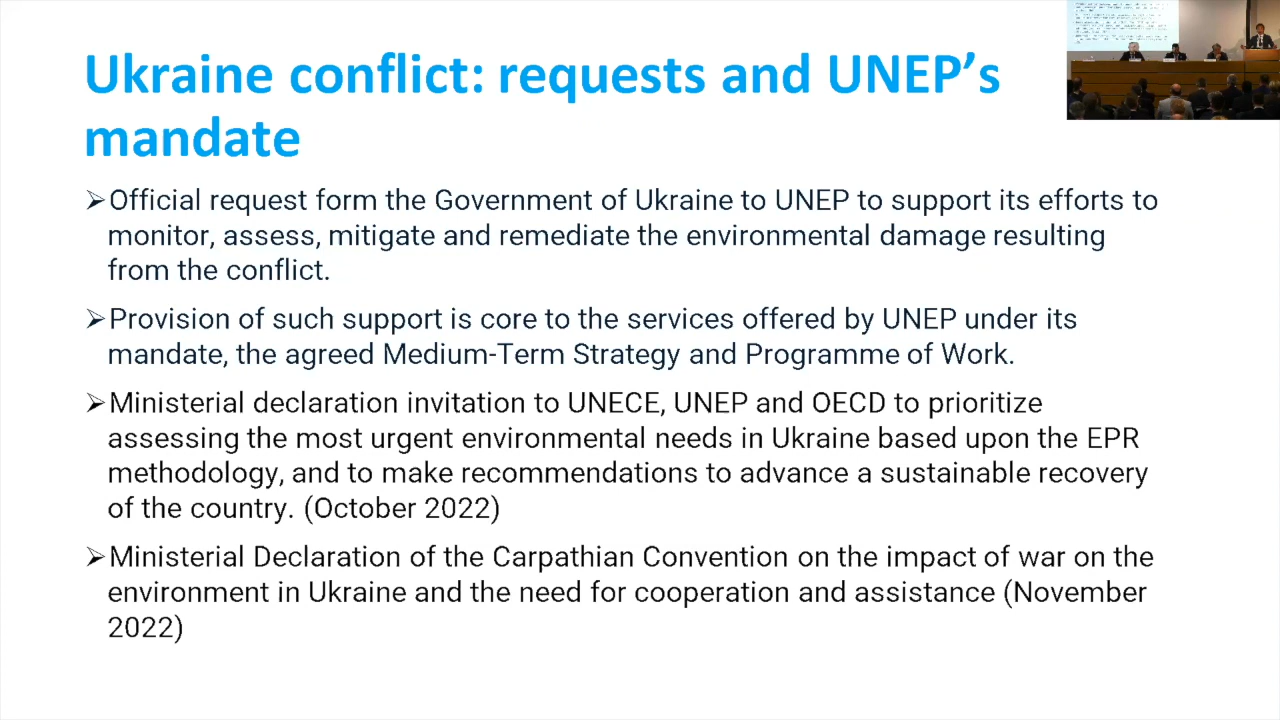 Ukraine conflict: requests and UNEP’s
mandate
➢Official request form the Government of Ukraine to UNEP to support its efforts to
monitor, assess, mitigate and remediate the environmental damage resulting
from the conflict.
➢Provision of such support is core to the services offered by UNEP under its
mandate, the agreed Medium-Term Strategy and Programme of Work.
➢Ministerial declaration invitation to UNECE, UNEP and OECD to prioritize
assessing the most urgent environmental needs in Ukraine based upon the EPR
methodology, and to make recommendations to advance a sustainable recovery
of the country. (October 2022)
➢Ministerial Declaration of the Carpathian Convention on the impact of war on the
environment in Ukraine and the need for cooperation and assistance (November
2022)